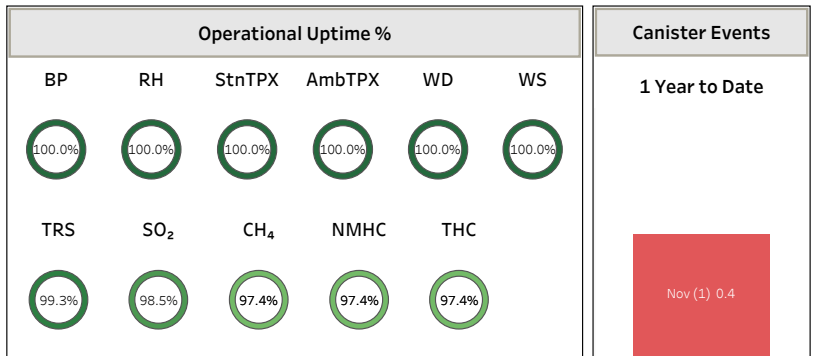 Operational Uptime %
BP RH StnTPX AmbTPX WD WS
100.0% 100.0% 100.0% 100.0% 100.0% 100.0%
TRS SO₂ CH₄ NMHC THC
99.3% 98.5% 97.4% 97.4% 97.4%
Canister Events
1 Year to Date
Nov (1) 0.4